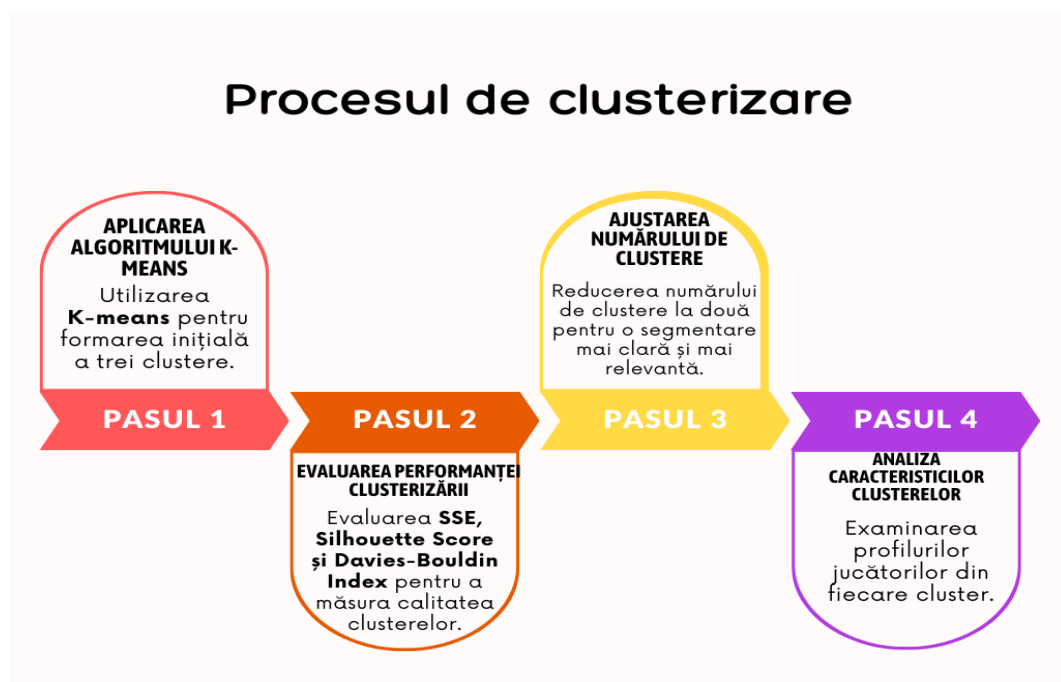 Procesul de clusterizare
APLICAREA
ALGORITMULUI K-
MEANS
Utilizarea
K-means pentru
formarea inițială
a trei clustere.
PASUL 1
PASUL 2
EVALUAREA PERFORMANȚEI
CLUSTERIZĂRII
Evaluarea SSE,
Silhouette Score
și Davies-Bouldin
Index pentru a
măsura calitatea
clusterelor.
AJUSTAREA
NUMĂRULUI DE
CLUSTERE
Reducerea numărului
de clustere la două
pentru o segmentare
mai clară și mai
relevantă.
PASUL 3
PASUL 4
ANALIZA
CARACTERISTICILOR
CLUSTERELOR
Examinarea
profilurilor
jucătorilor din
fiecare cluster.